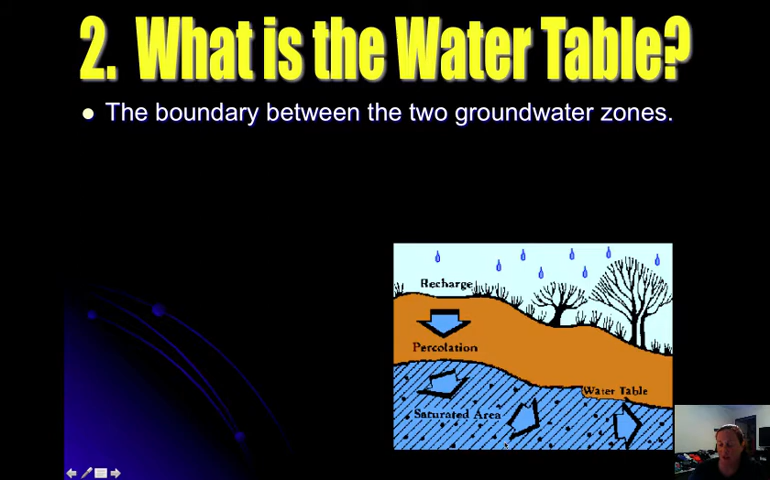 2. What is the Water Table?
The boundary between the two groundwater zones.
Recharge
Percolation
Water Table
Saturated Area